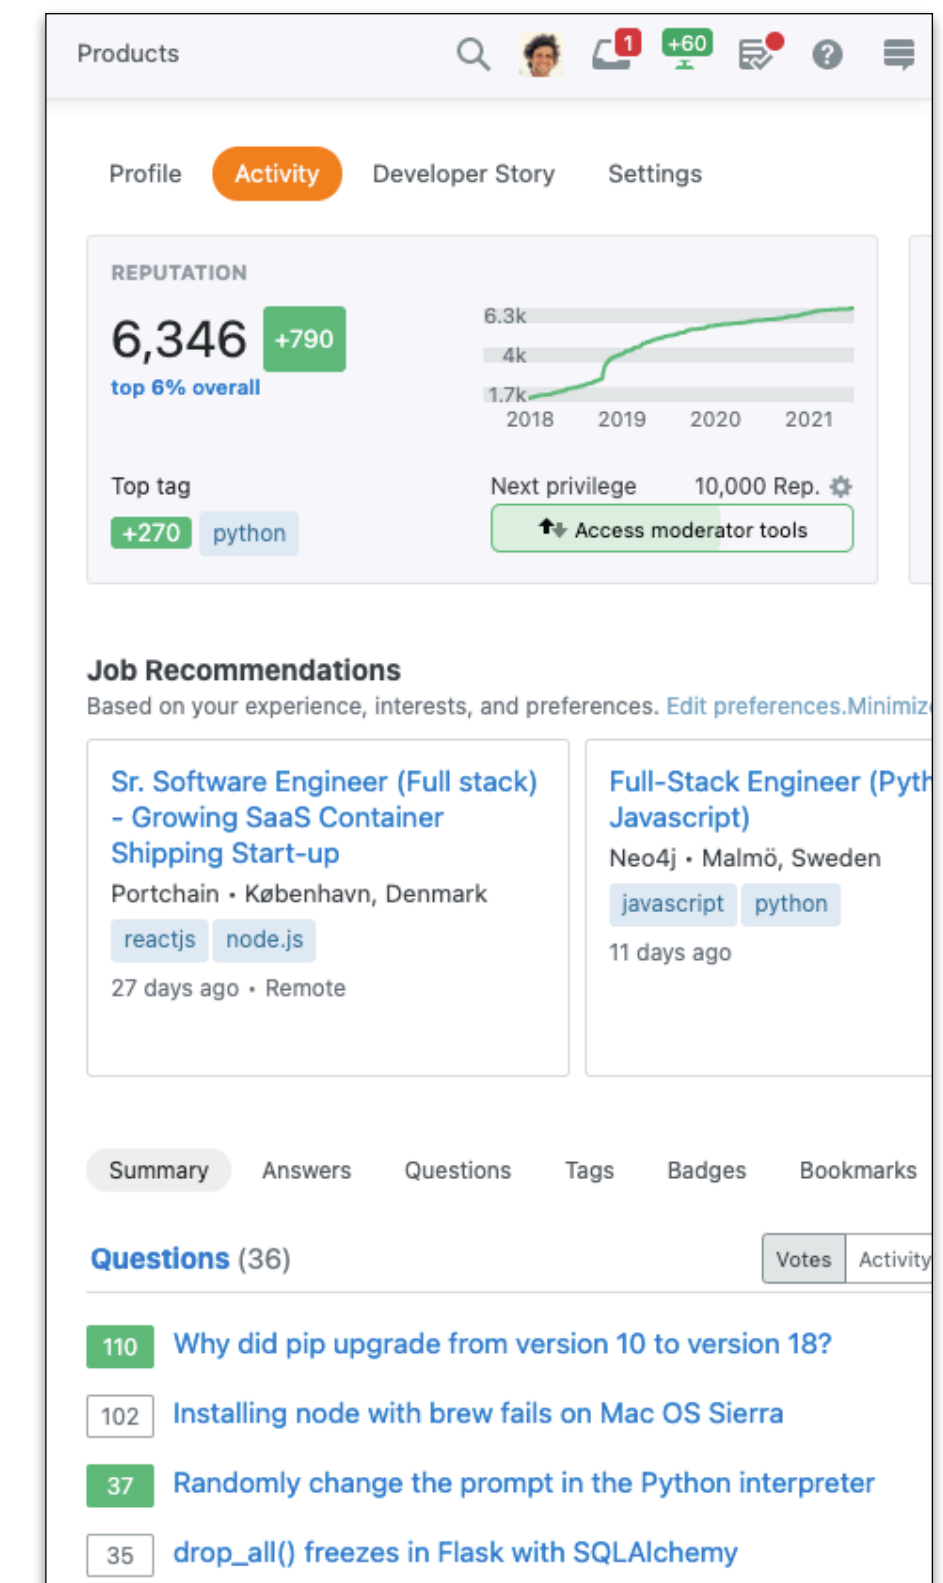 Products
1
+60
?
Profile Activity Developer Story Settings
REPUTATION
6,346 +790
top 6% overall
6.3k
4k
1.7k
2018 2019 2020 2021
Top tag
+270 python
Next privilege 10,000 Rep.
Access moderator tools
Job Recommendations
Based on your experience, interests, and preferences. Edit preferences.Minimiz
Sr. Software Engineer (Full stack)
- Growing SaaS Container
Shipping Start-up
Portchain • København, Denmark
reactjs node.js
27 days ago • Remote
Full-Stack Engineer (Pyth
Javascript)
Neo4j • Malmö, Sweden
javascript python
11 days ago
Summary Answers Questions Tags Badges Bookmarks
Questions (36)
Votes Activity
110 Why did pip upgrade from version 10 to version 18?
102 Installing node with brew fails on Mac OS Sierra
37 Randomly change the prompt in the Python interpreter
35 drop_all() freezes in Flask with SQLAlchemy